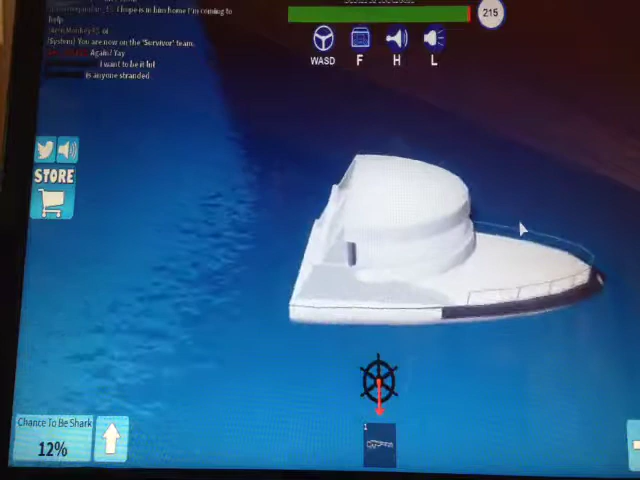 I hope is in him home I'm coming to
help
[System] You are now on the 'Survivor' team.
Again! Yay
I want to be it lol
is anyone stranded
215
WASD F H L
STORE
Chance To Be Shark
12%
1